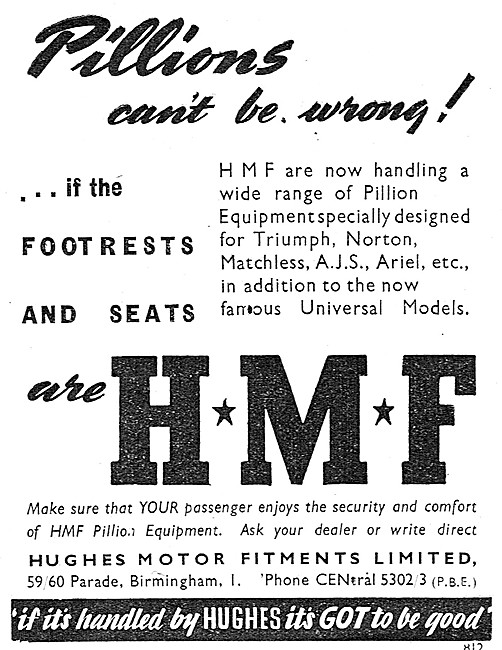 Pillions
can't be wrong!
... if the
FOOTRESTS
AND SEATS
are
H M F are now handling a
wide range of Pillion
Equipment specially designed
for Triumph, Norton,
Matchless, A.J.S., Ariel, etc.,
in addition to the now
famous Universal Models.
H★M★F
Make sure that YOUR passenger enjoys the security and comfort
of HMF Pillion Equipment. Ask your dealer or write direct
HUGHES MOTOR FITMENTS LIMITED,
59/60 Parade, Birmingham, 1. 'Phone CENtral 5302/3 (P.B.E.)
'if it's handled by HUGHES it's GOT to be good'